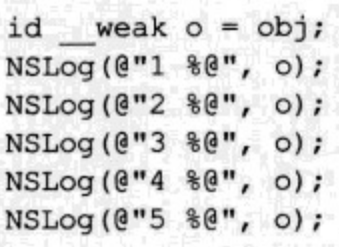 id __weak o = obj;
NSLog(@"1 %@", o);
NSLog(@"2 %@", o);
NSLog(@"3 %@", o);
NSLog(@"4 %@", o);
NSLog(@"5 %@", o);